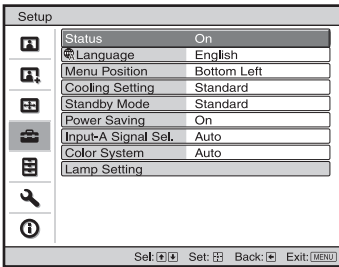 Setup
Status On
Language English
Menu Position Bottom Left
Cooling Setting Standard
Standby Mode Standard
Power Saving On
Input-A Signal Sel. Auto
Color System Auto
Lamp Setting
Sel: Set: Back: Exit: MENU